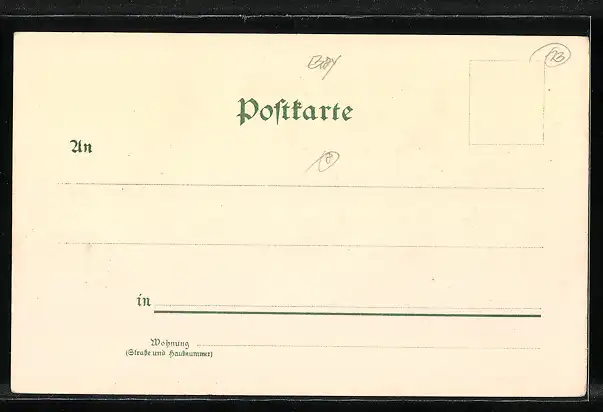 Postkarte
An
in
Wohnung
(Straße und Hausnummer)